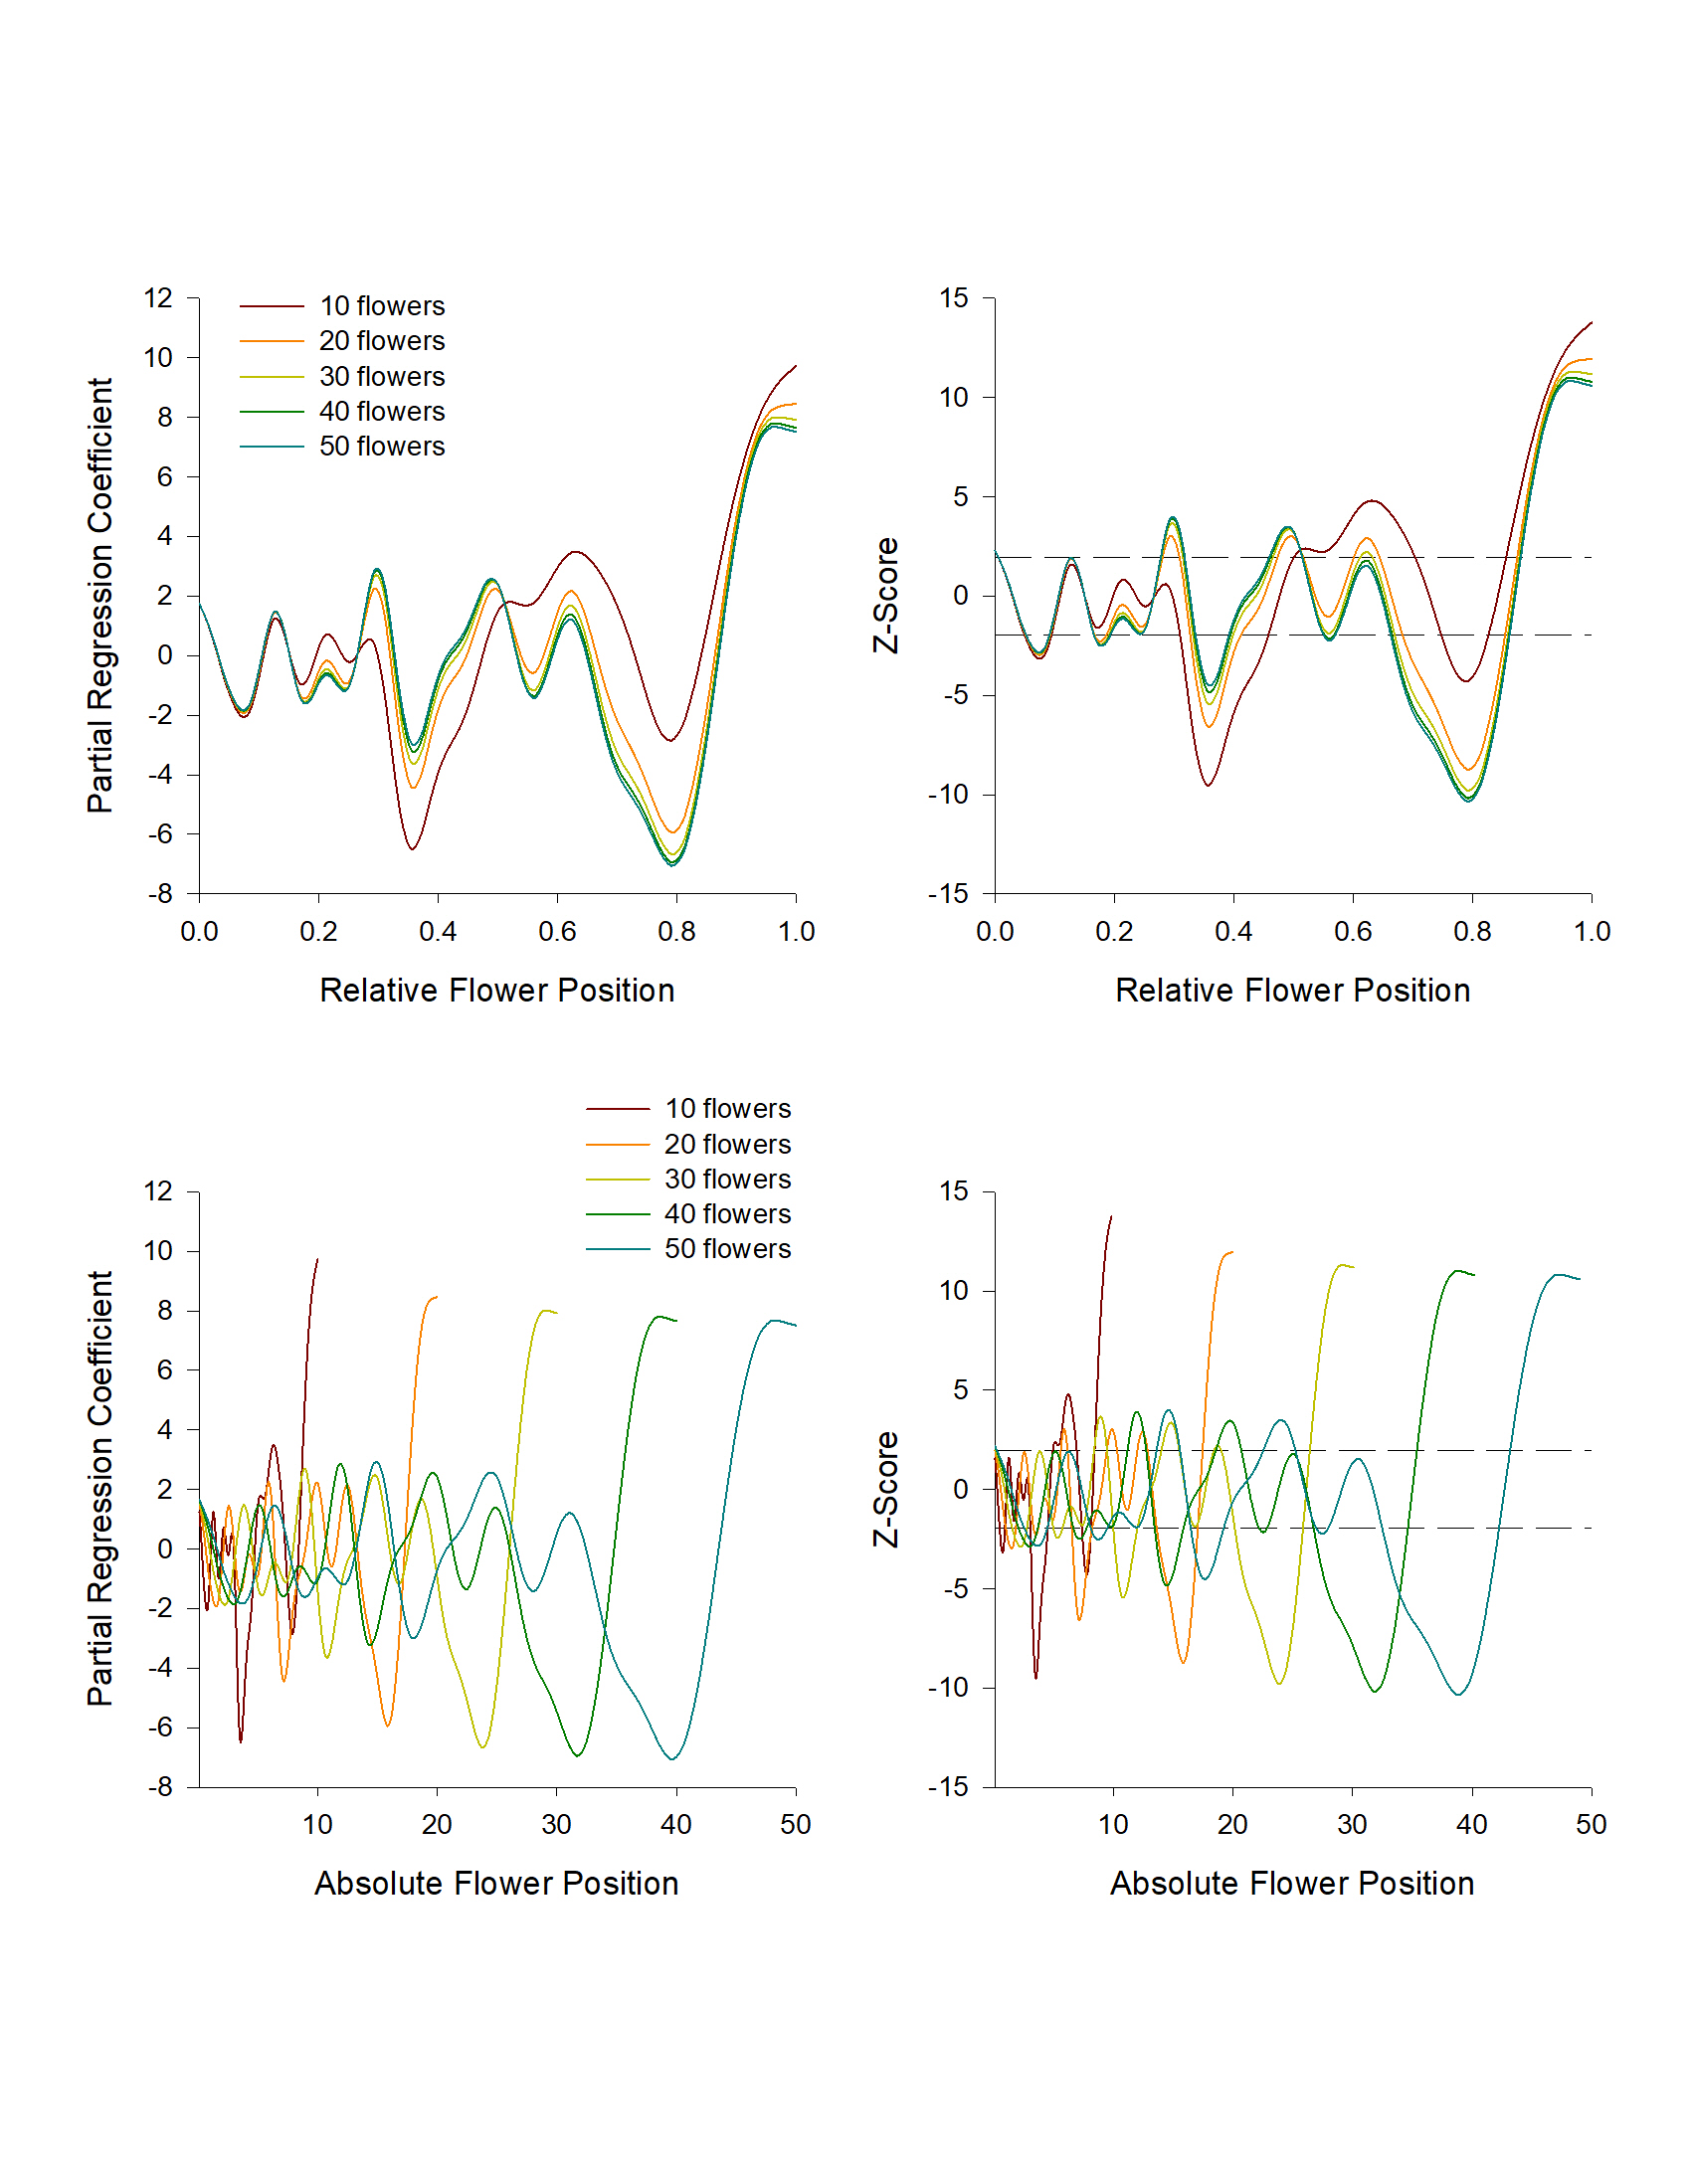 12
10
8
6
4
2
0
-2
-4
-6
-8
Partial Regression Coefficient
10 flowers
20 flowers
30 flowers
40 flowers
50 flowers
0.0 0.2 0.4 0.6 0.8 1.0
Relative Flower Position
15
10
5
0
-5
-10
-15
Z-Score
0.0 0.2 0.4 0.6 0.8 1.0
Relative Flower Position
10 flowers
20 flowers
30 flowers
40 flowers
50 flowers
12
10
8
6
4
2
0
-2
-4
-6
-8
Partial Regression Coefficient
10 20 30 40 50
Absolute Flower Position
15
10
5
0
-5
-10
-15
Z-Score
10 20 30 40 50
Absolute Flower Position